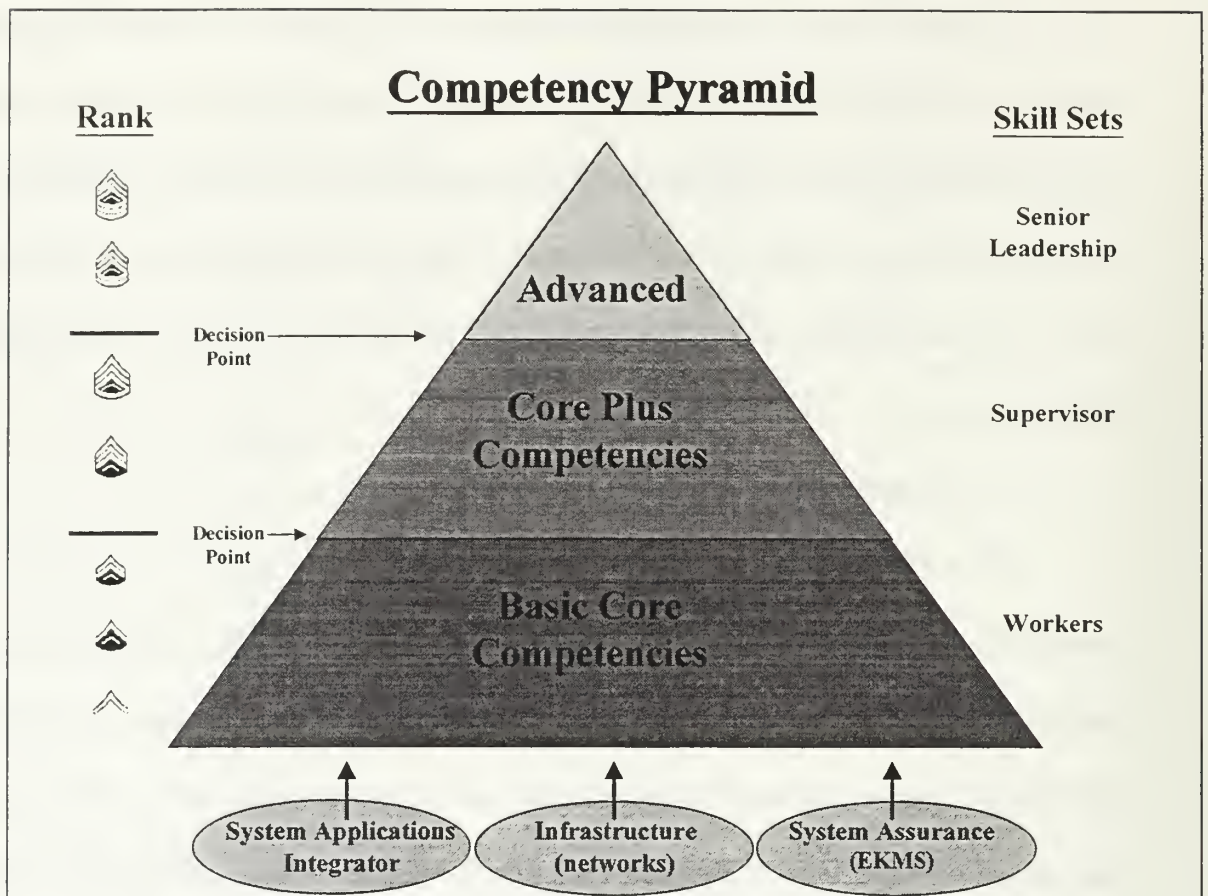 Competency Pyramid
Rank
Skill Sets
Senior
Leadership
Advanced
Decision
Point
Core Plus
Competencies
Supervisor
Decision
Point
Basic Core
Competencies
Workers
System Applications
Integrator
Infrastructure
(networks)
System Assurance
(EKMS)